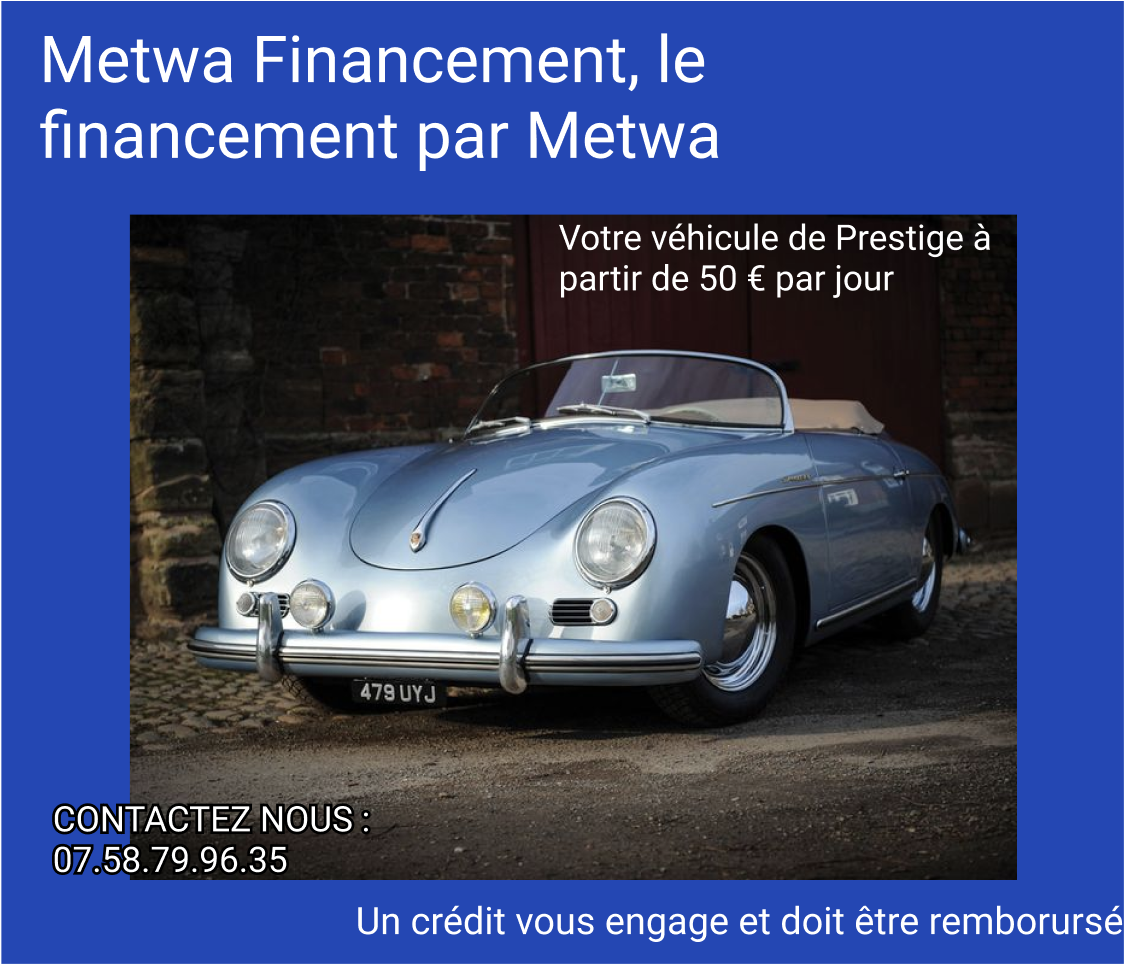 Metwa Financement, le
financement par Metwa
Votre véhicule de Prestige à
partir de 50 € par jour
479 UYJ
CONTACTEZ NOUS :
07.58.79.96.35
Un crédit vous engage et doit être remborursé